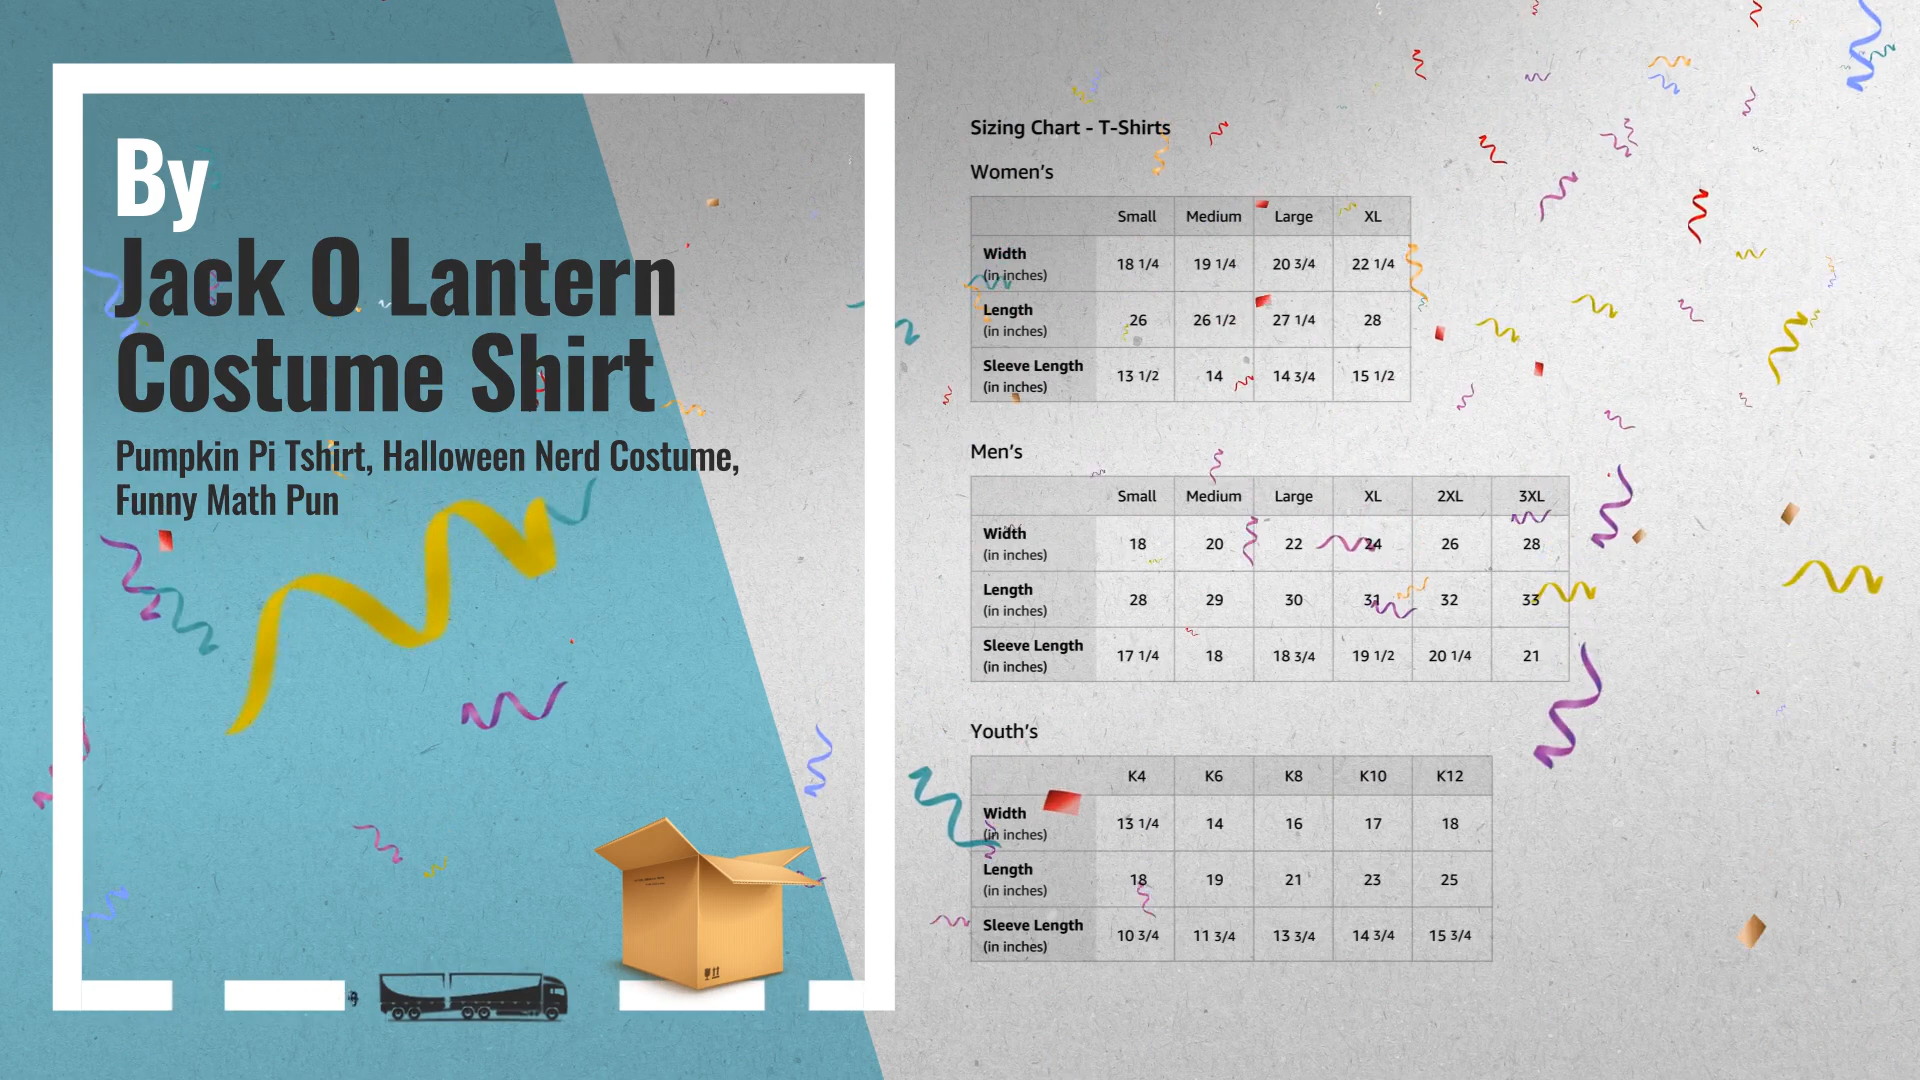 By
Jack O Lantern
Costume Shirt
Pumpkin Pi Tshirt, Halloween Nerd Costume,
Funny Math Pun
Sizing Chart - T-Shirts
Women's
Small Medium Large XL
Width
(in inches)
18 1/4 19 1/4 20 3/4 22 1/4
Length
(in inches)
26 26 1/2 27 1/4 28
Sleeve Length
(in inches)
13 1/2 14 14 3/4 15 1/2
Men's
Small Medium Large XL 2XL 3XL
Width
(in inches)
18 20 22 24 26 28
Length
(in inches)
28 29 30 31 32 33
Sleeve Length
(in inches)
17 1/4 18 18 3/4 19 1/2 20 1/4 21
Youth's
K4 K6 K8 K10 K12
Width
(in inches)
13 1/4 14 16 17 18
Length
(in inches)
18 19 21 23 25
Sleeve Length
(in inches)
10 3/4 11 3/4 13 3/4 14 3/4 15 3/4